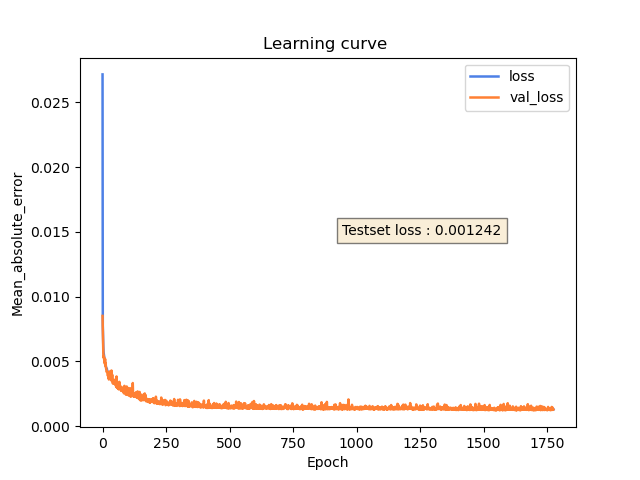 Learning curve
loss
val_loss
Testset loss : 0.001242
Mean_absolute_error
0.025
0.020
0.015
0.010
0.005
0.000
0 250 500 750 1000 1250 1500 1750
Epoch